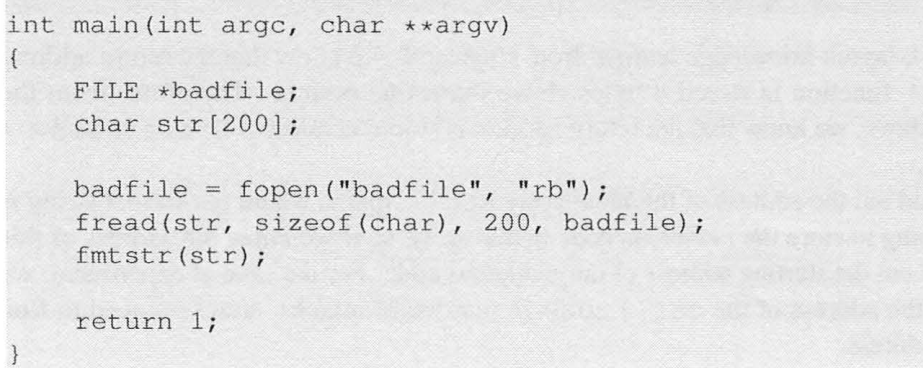 int main(int argc, char **argv)
{
    FILE *badfile;
    char str[200];

    badfile = fopen("badfile", "rb");
    fread(str, sizeof(char), 200, badfile);
    fmtstr(str);

    return 1;
}